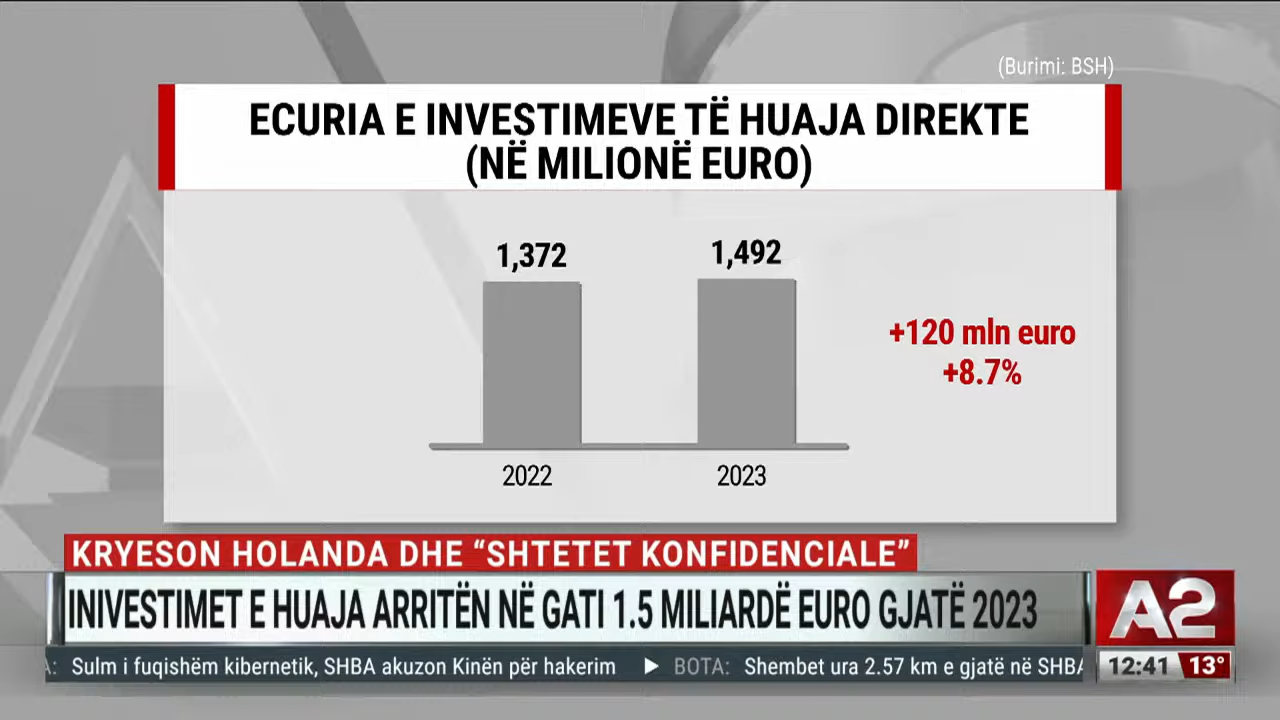 (Burimi: BSH)
ECURIA E INVESTIMEVE TË HUAJA DIREKTE
(NË MILIONË EURO)
1,372
1,492
+120 mln euro
+8.7%
2022
2023
KRYESON HOLANDA DHE “SHTETET KONFIDENCIALE”
INIVESTIMET E HUAJA ARRITËN NË GATI 1.5 MILIARDË EURO GJATË 2023
A2
Sulm i fuqishëm kibernetik, SHBA akuzon Kinën për hakerim ▶ BOTA: Shembet ura 2.57 km e gjatë në SHBA
12:41 13°